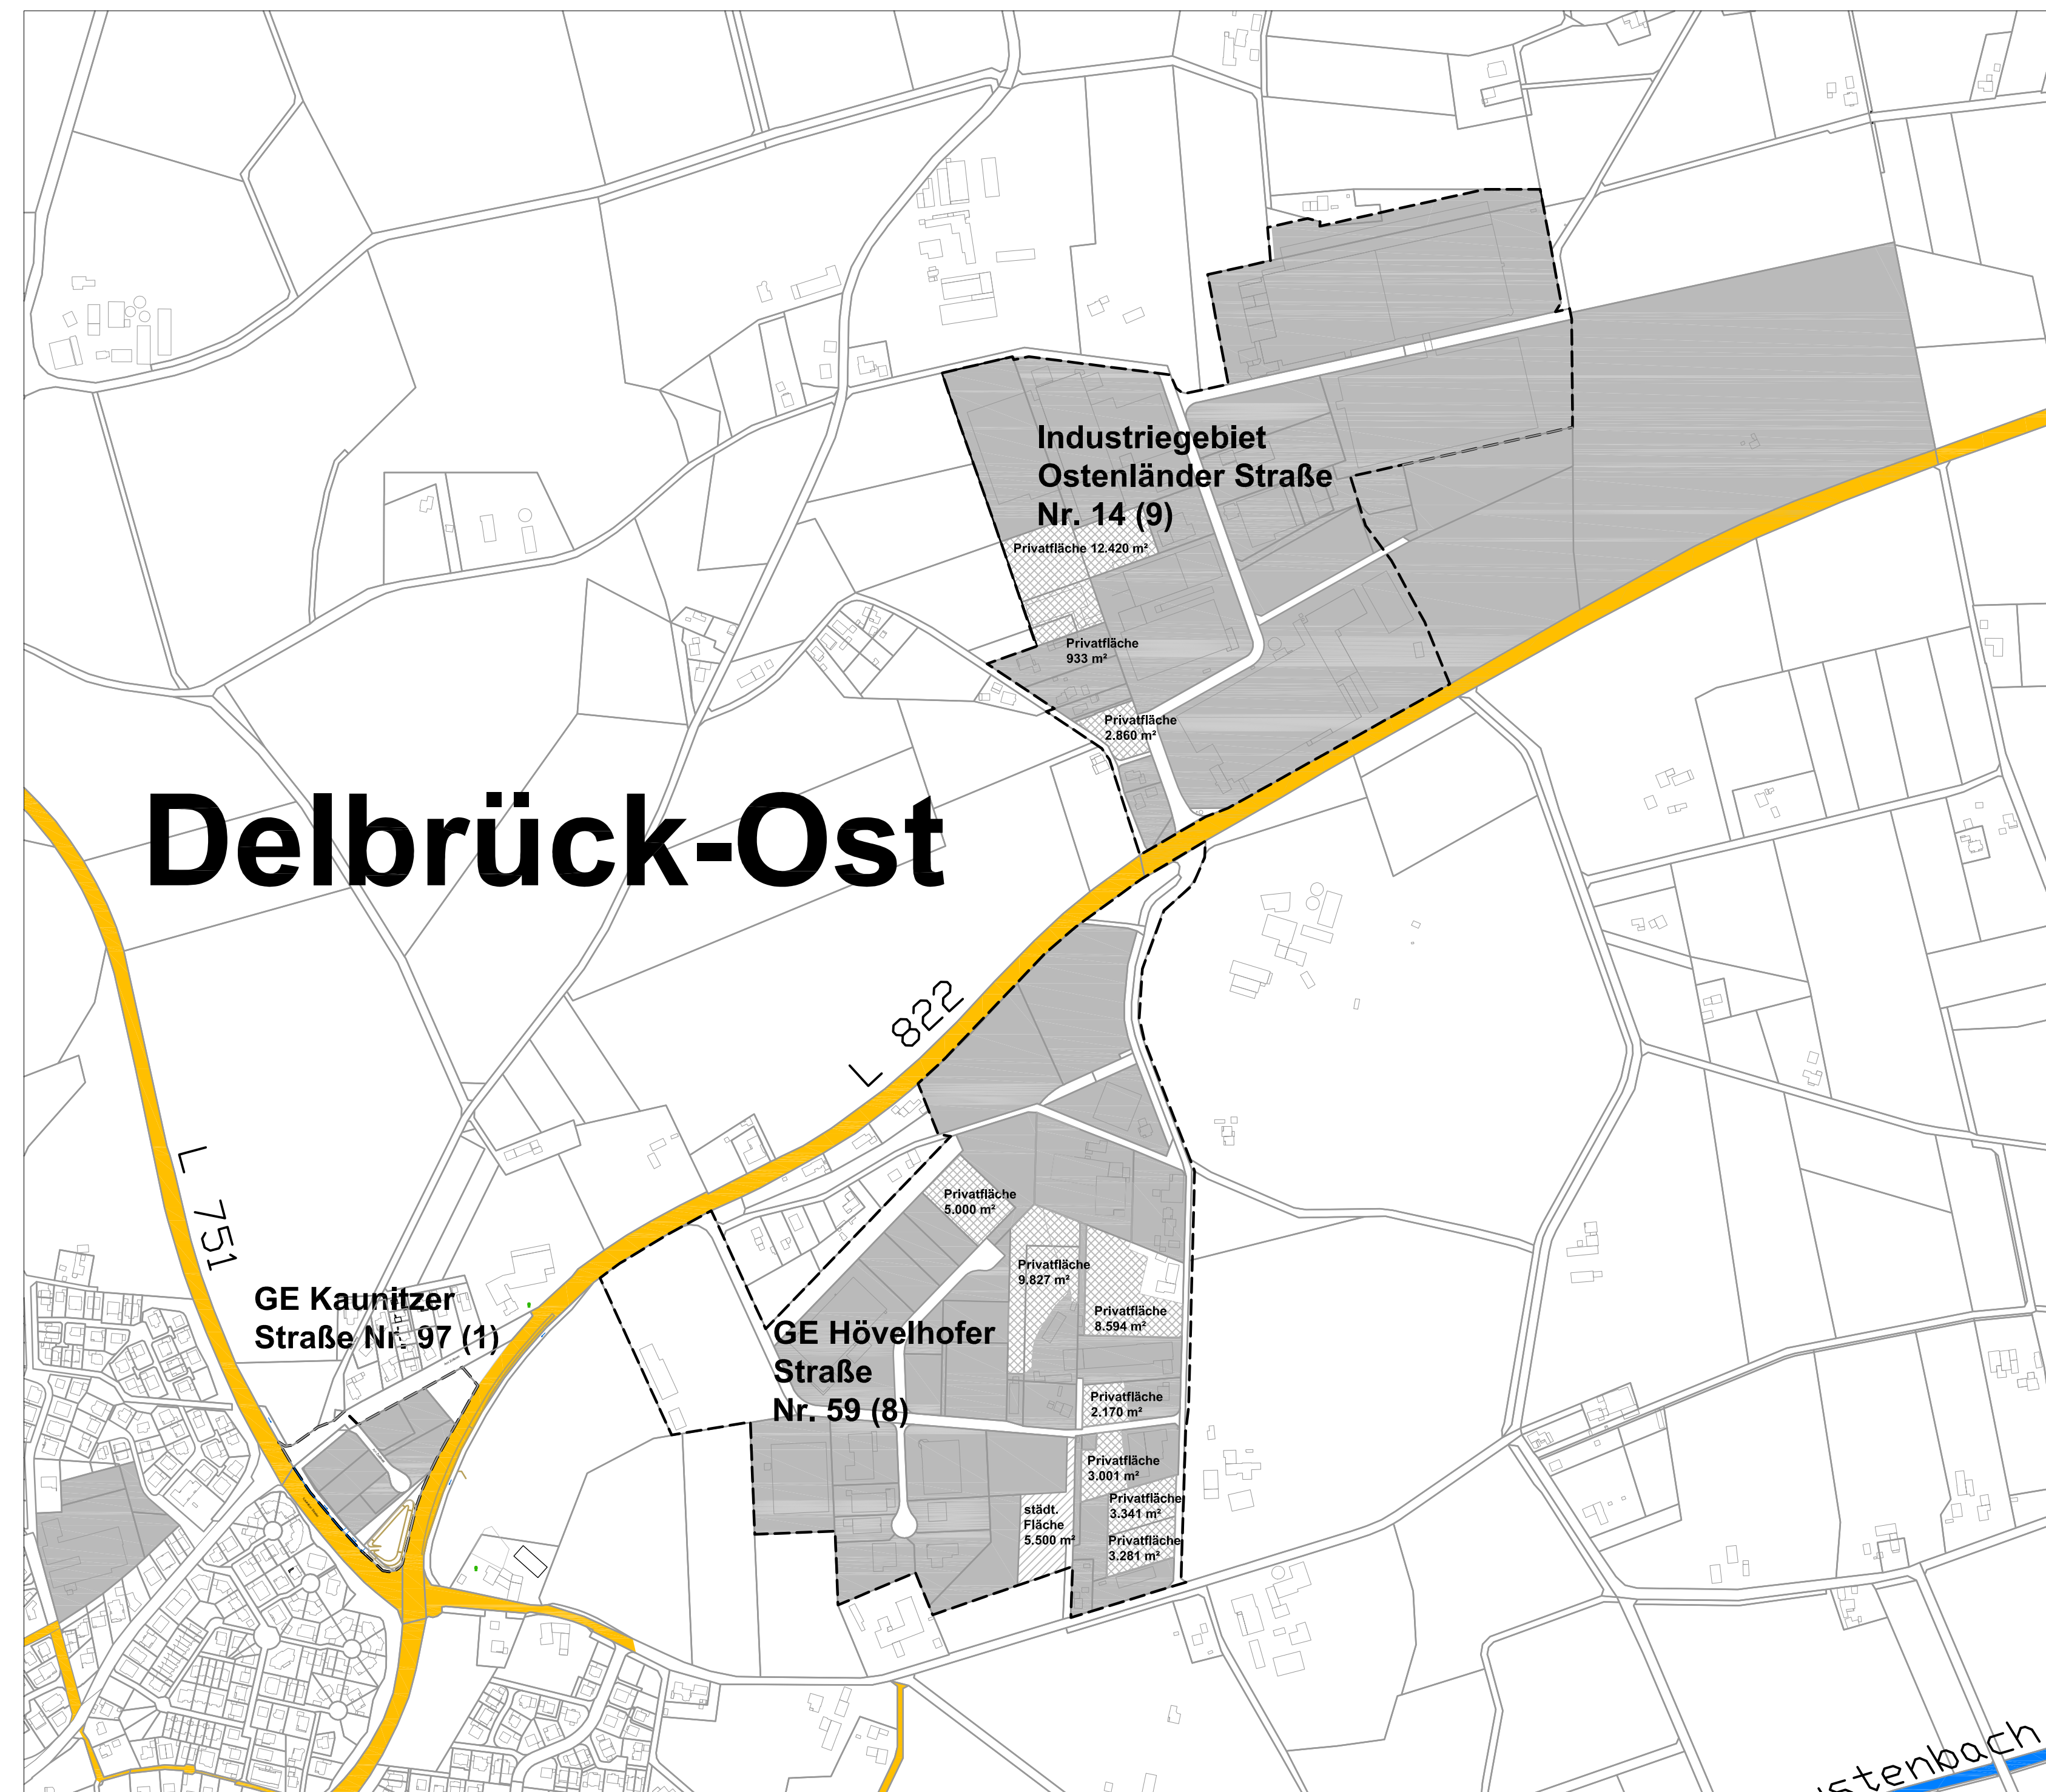 Industriegebiet
Ostenländer Straße
Nr. 14 (9)
Privatfläche 12.420 m²
Privatfläche
933 m²
Privatfläche
2.860 m²
Delbrück-Ost
L 822
L 751
Privatfläche
5.000 m²
Privatfläche
9.827 m²
GE Kaunitzer
Straße Nr. 97 (1)
Privatfläche
8.594 m²
GE Hövelhofer
Straße
Nr. 59 (8)
Privatfläche
2.170 m²
Privatfläche
3.001 m²
Privatfläche
3.341 m²
städt.
Fläche
5.500 m²
Privatfläche
3.281 m²
stenbach